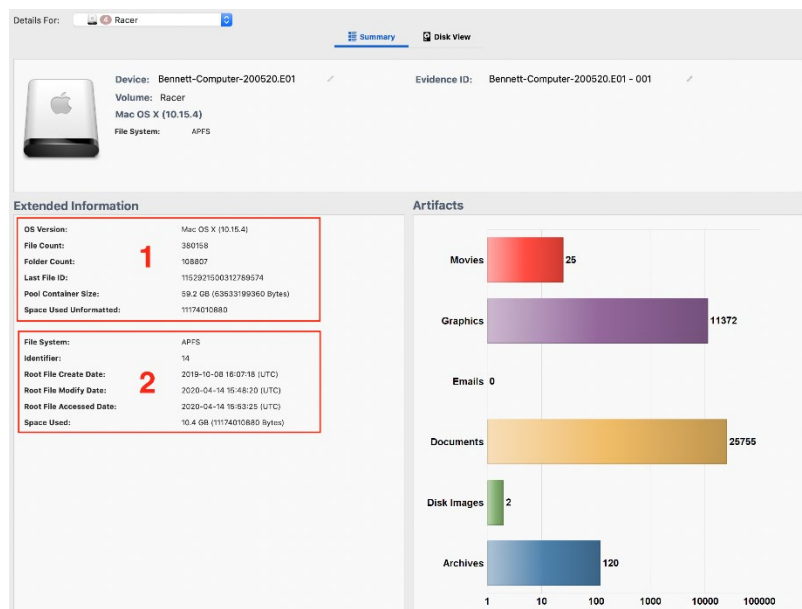 Details For: 4 Racer
Summary Disk View
Device: Bennett-Computer-200520.E01
Evidence ID: Bennett-Computer-200520.E01 - 001
Volume: Racer
Mac OS X (10.15.4)
File System: APFS
Extended Information
OS Version: Mac OS X (10.15.4)
File Count: 380158
Folder Count: 108807
Last File ID: 1152921500312789574
Pool Container Size: 59.2 GB (63533199360 Bytes)
Space Used Unformatted: 11174010880
1
File System: APFS
Identifier: 14
Root File Create Date: 2019-10-08 16:07:18 (UTC)
Root File Modify Date: 2020-04-14 15:48:20 (UTC)
Root File Accessed Date: 2020-04-14 15:53:25 (UTC)
Space Used: 10.4 GB (11174010880 Bytes)
2
Artifacts
Movies 25
Graphics 11372
Emails 0
Documents 25755
Disk Images 2
Archives 120
1 10 100 1000 10000 100000